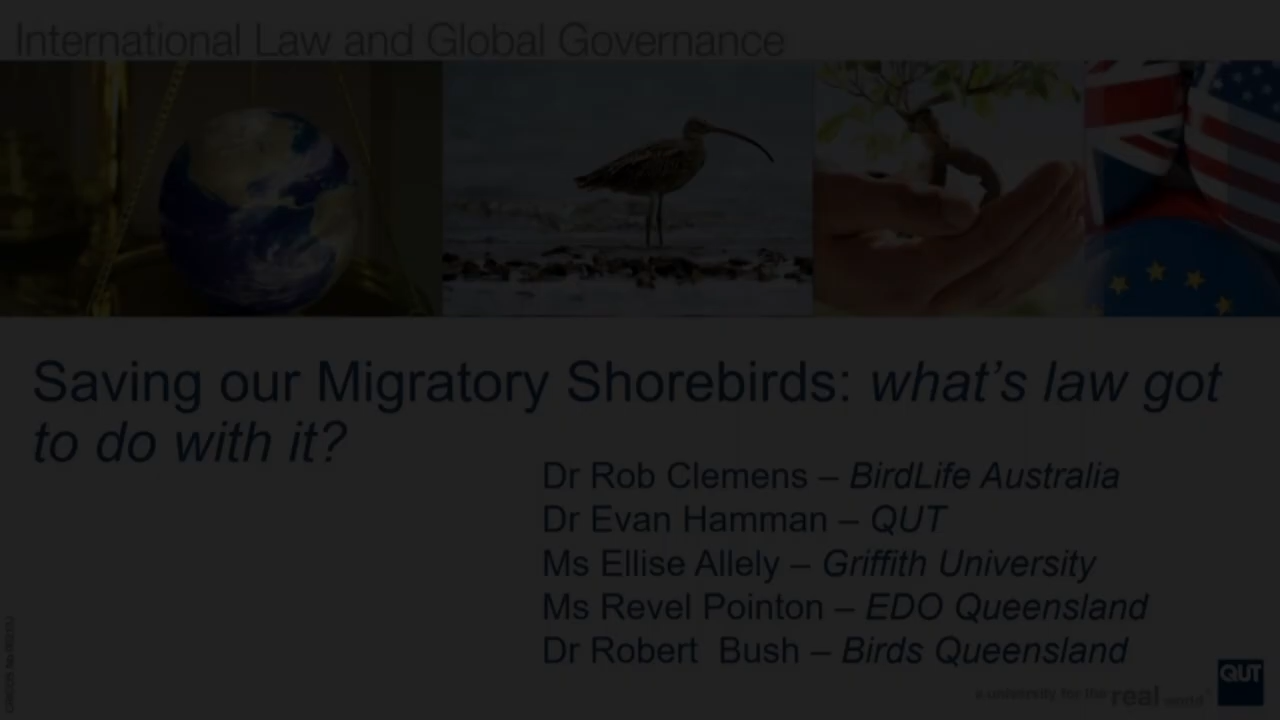 International Law and Global Governance
Saving our Migratory Shorebirds: what's law got
to do with it?
Dr Rob Clemens – BirdLife Australia
Dr Evan Hamman – QUT
Ms Ellise Allely – Griffith University
Ms Revel Pointon – EDO Queensland
Dr Robert  Bush – Birds Queensland
a university for the real world
QUT